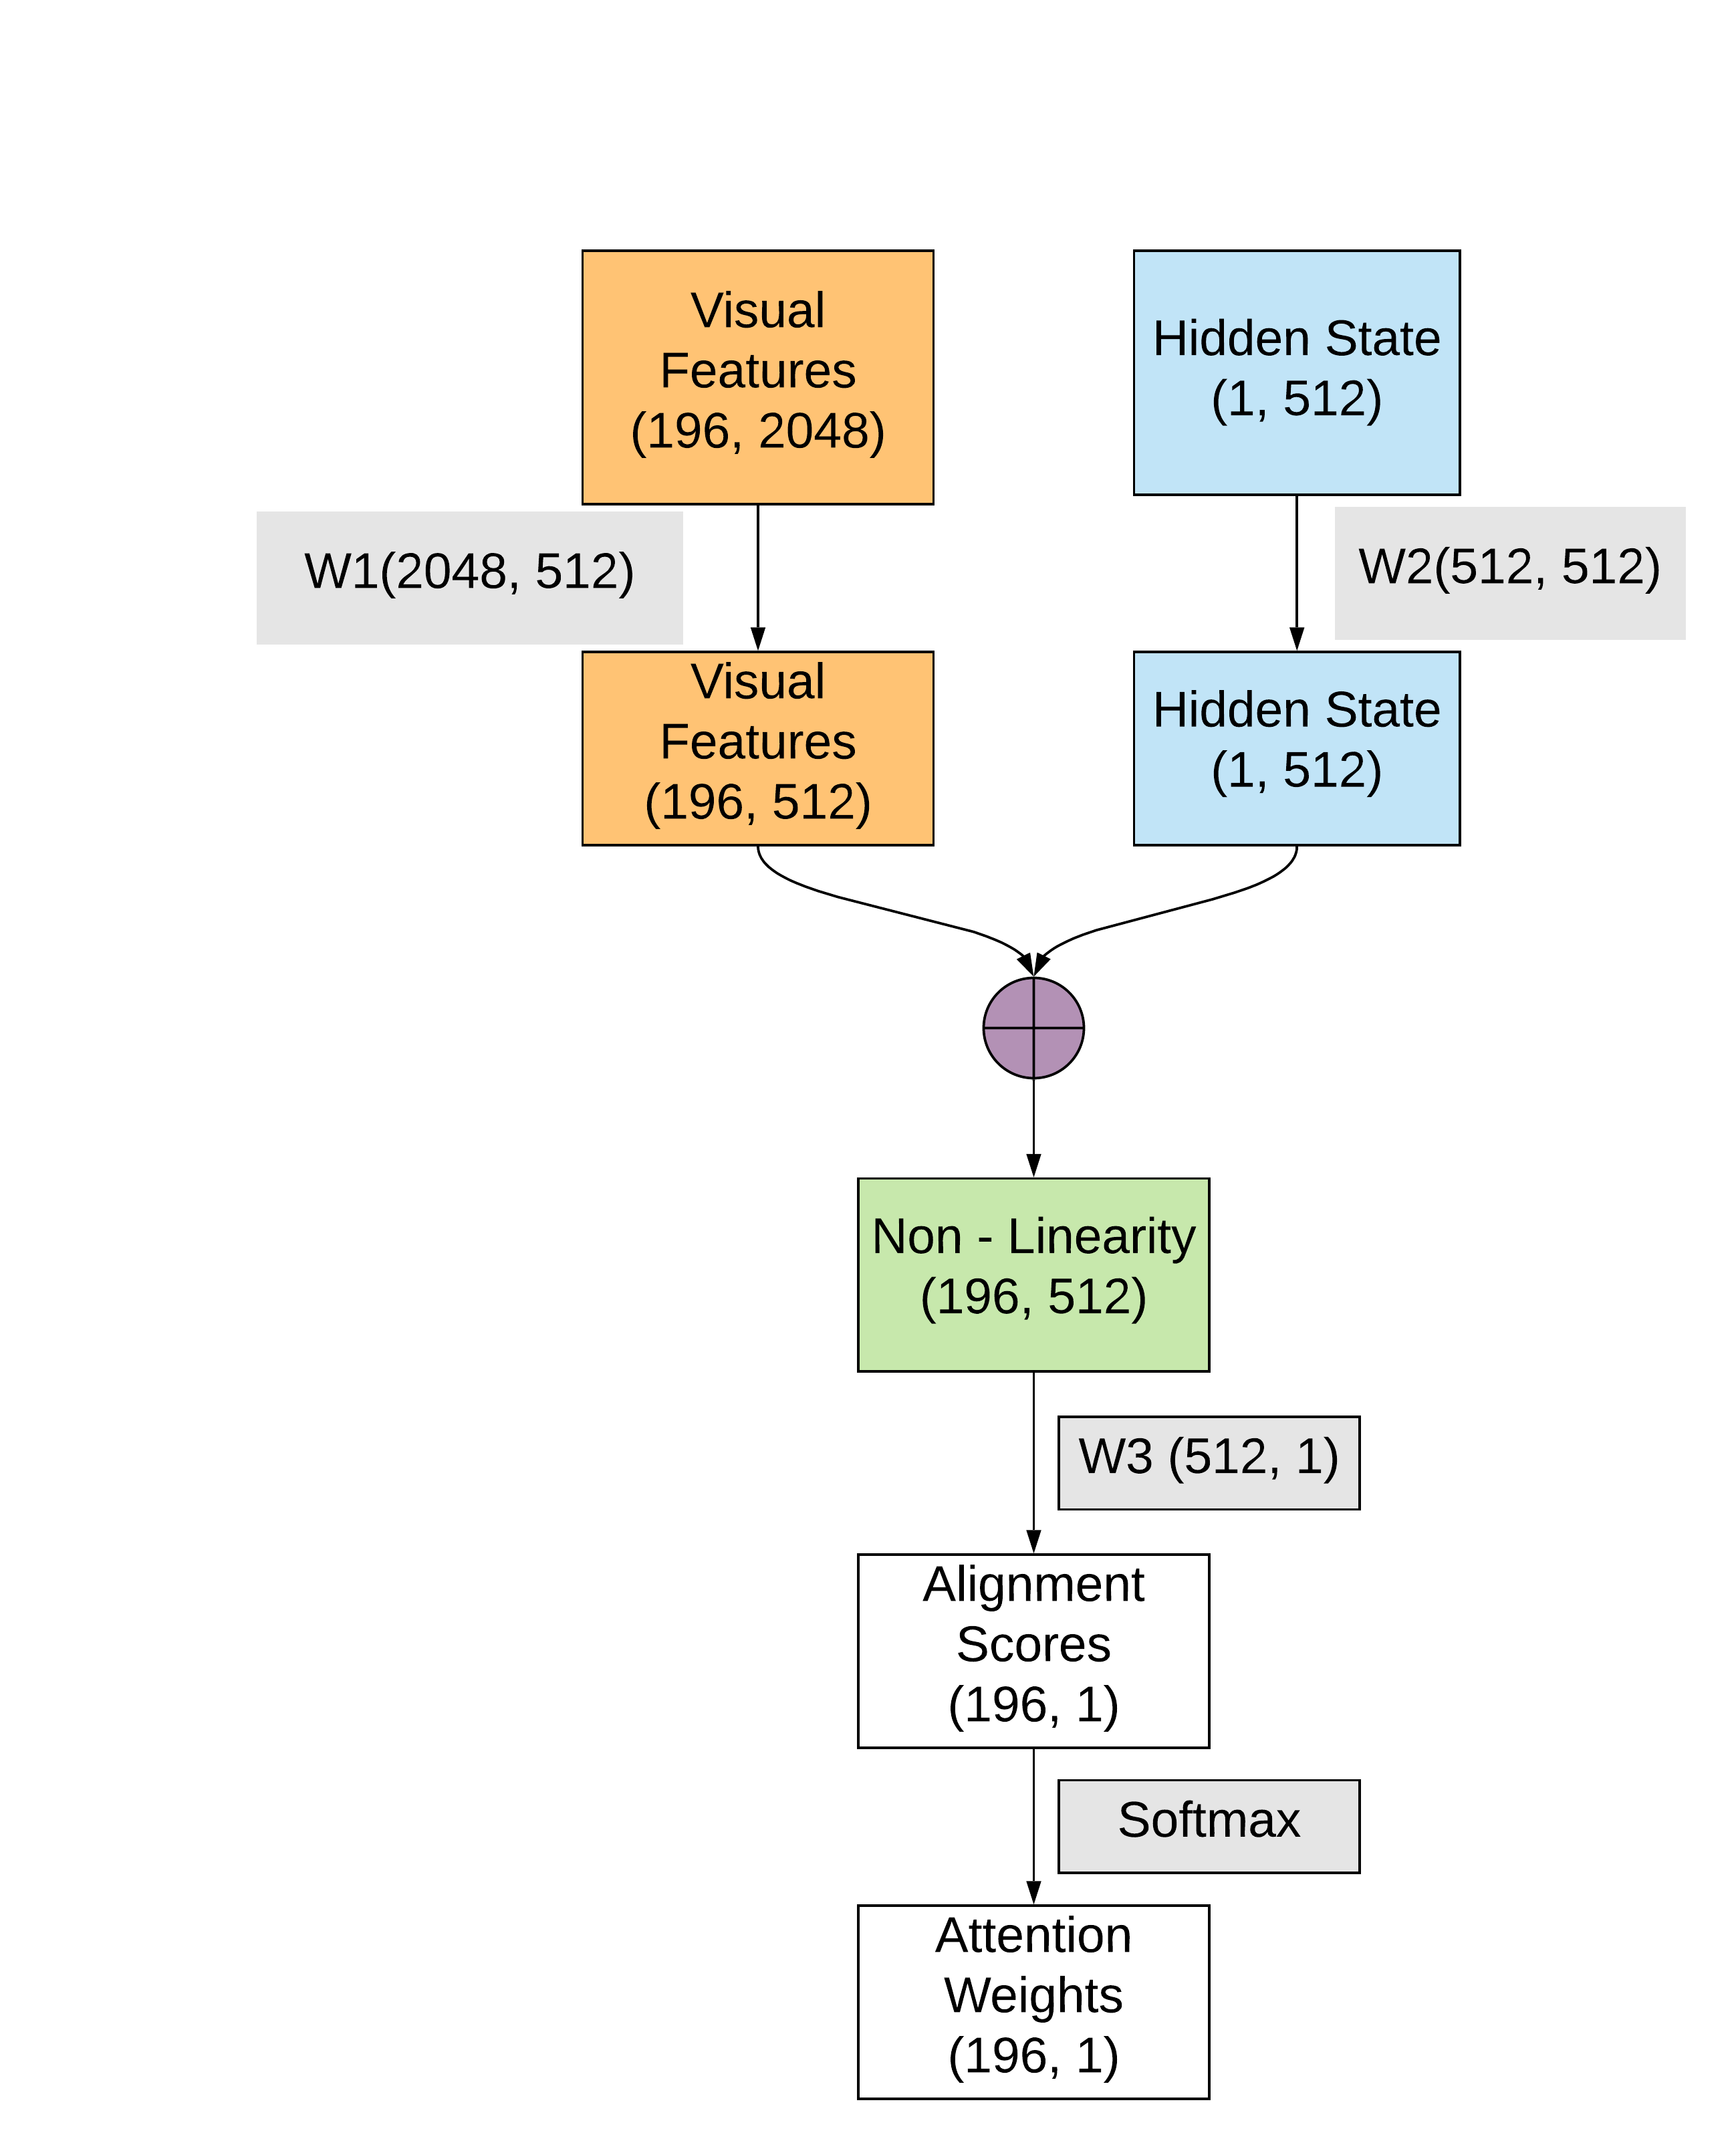 Visual
Features
(196, 2048)
Hidden State
(1, 512)
W1(2048, 512)
W2(512, 512)
Visual
Features
(196, 512)
Hidden State
(1, 512)
Non - Linearity
(196, 512)
W3 (512, 1)
Alignment
Scores
(196, 1)
Softmax
Attention
Weights
(196, 1)